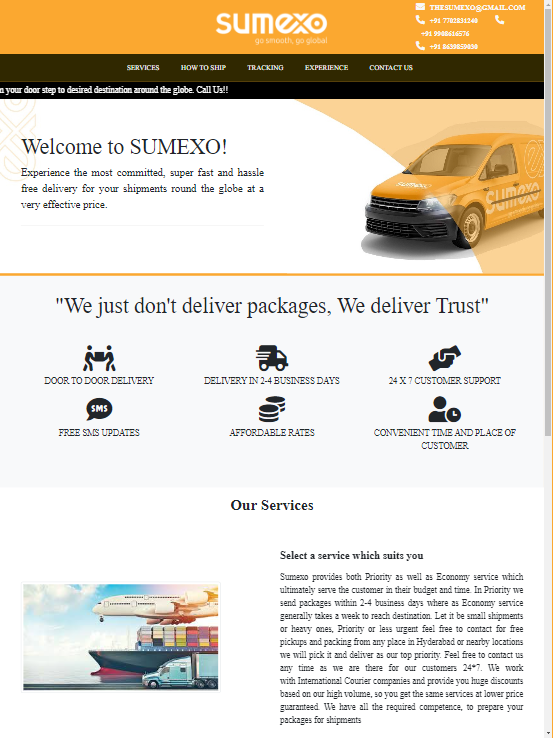 sumexo
go smooth, go global
THESUMEXO@GMAIL.COM
+91 7702831240
+91 9908616576
+91 8639859030
SERVICES HOW TO SHIP TRACKING EXPERIENCE CONTACT US
your door step to desired destination around the globe. Call Us!!
Welcome to SUMEXO!
Experience the most committed, super fast and hassle
free delivery for your shipments round the globe at a
very effective price.
sumexo
sumexo
"We just don't deliver packages, We deliver Trust"
DOOR TO DOOR DELIVERY
DELIVERY IN 2-4 BUSINESS DAYS
24 X 7 CUSTOMER SUPPORT
SMS
FREE SMS UPDATES
AFFORDABLE RATES
CONVENIENT TIME AND PLACE OF
CUSTOMER
Our Services
Select a service which suits you
Sumexo provides both Priority as well as Economy service which
ultimately serve the customer in their budget and time. In Priority we
send packages within 2-4 business days where as Economy service
generally takes a week to reach destination. Let it be small shipments
or heavy ones, Priority or less urgent feel free to contact for free
pickups and packing from any place in Hyderabad or nearby locations
we will pick it and deliver as our top priority. Feel free to contact us
any time as we are there for our customers 24*7. We work
with International Courier companies and provide you huge discounts
based on our high volume, so you get the same services at lower price
guaranteed. We have all the required competence, to prepare your
packages for shipments